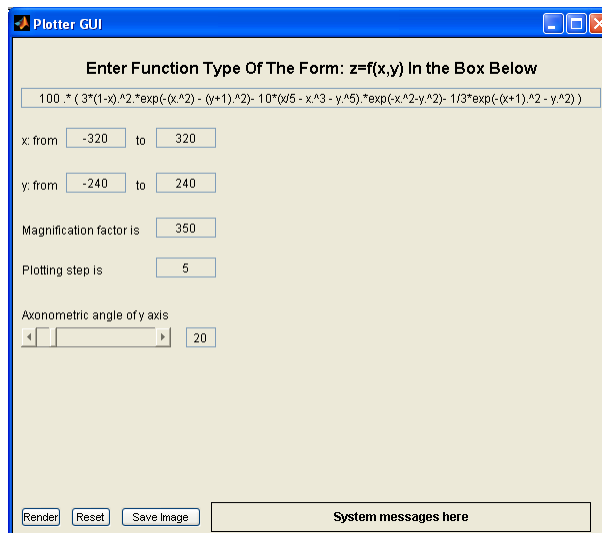 Plotter GUI
Enter Function Type Of The Form: z=f(x,y) In the Box Below
100 .* ( 3*(1-x).^2.*exp(-(x.^2) - (y+1).^2)- 10*(x/5 - x.^3 - y.^5).*exp(-x.^2-y.^2)- 1/3*exp(-(x+1).^2 - y.^2) )
x: from -320 to 320
y: from -240 to 240
Magnification factor is 350
Plotting step is 5
Axonometric angle of y axis
20
Render Reset Save Image System messages here